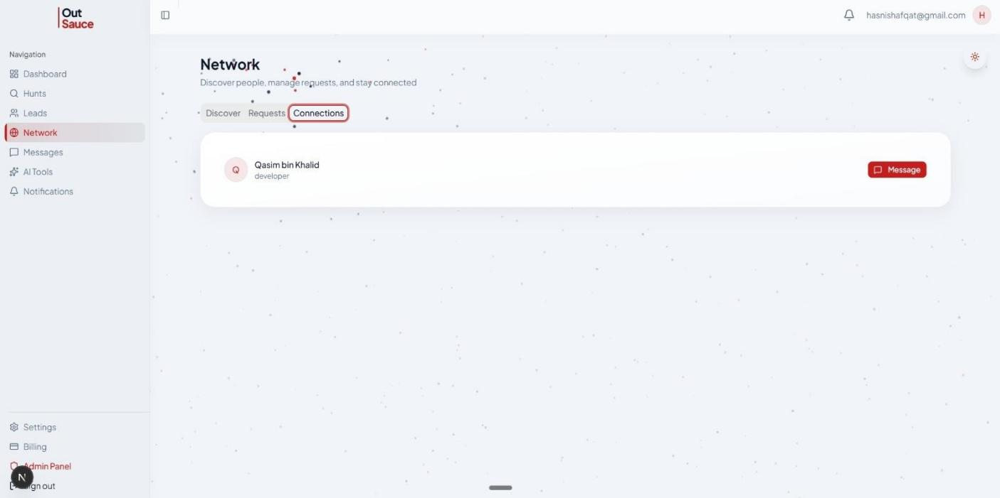 Out
Sauce
hasnishafqat@gmail.com
H
Navigation
Dashboard
Hunts
Leads
Network
Messages
AI Tools
Notifications
Network
Discover people, manage requests, and stay connected
Discover
Requests
Connections
Q
Qasim bin Khalid
developer
Message
Settings
Billing
Admin Panel
N
gn out